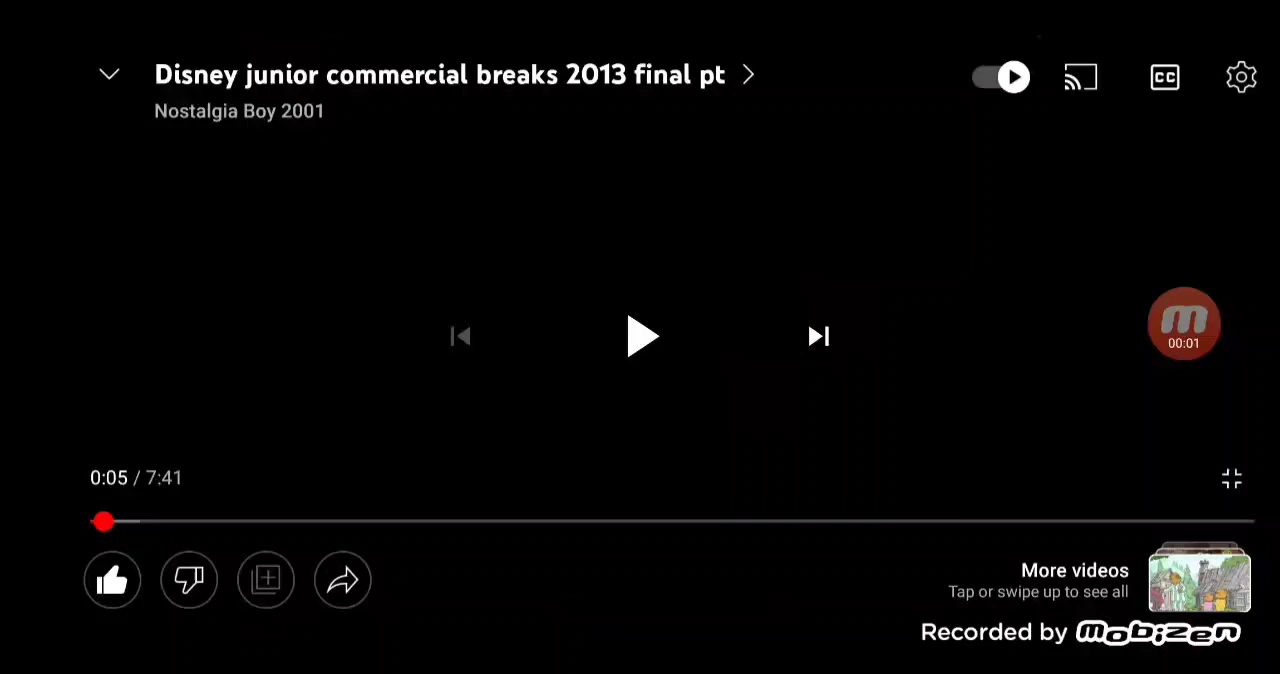 Disney junior commercial breaks 2013 final pt
Nostalgia Boy 2001
CC
m
00:01
0:05 / 7:41
More videos
Tap or swipe up to see all
Recorded by mobizen